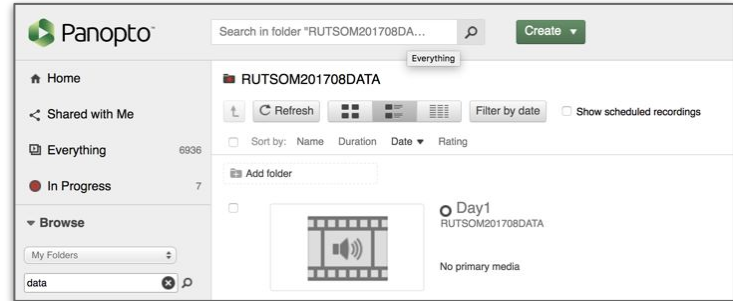 Panopto
Search in folder "RUTSOM201708DA...
Create
Everything
Home
Shared with Me
Everything 6936
In Progress 7
Browse
My Folders
data
RUTSOM201708DATA
Refresh
Filter by date
Show scheduled recordings
Sort by: Name Duration Date Rating
Add folder
Day1
RUTSOM201708DATA
No primary media